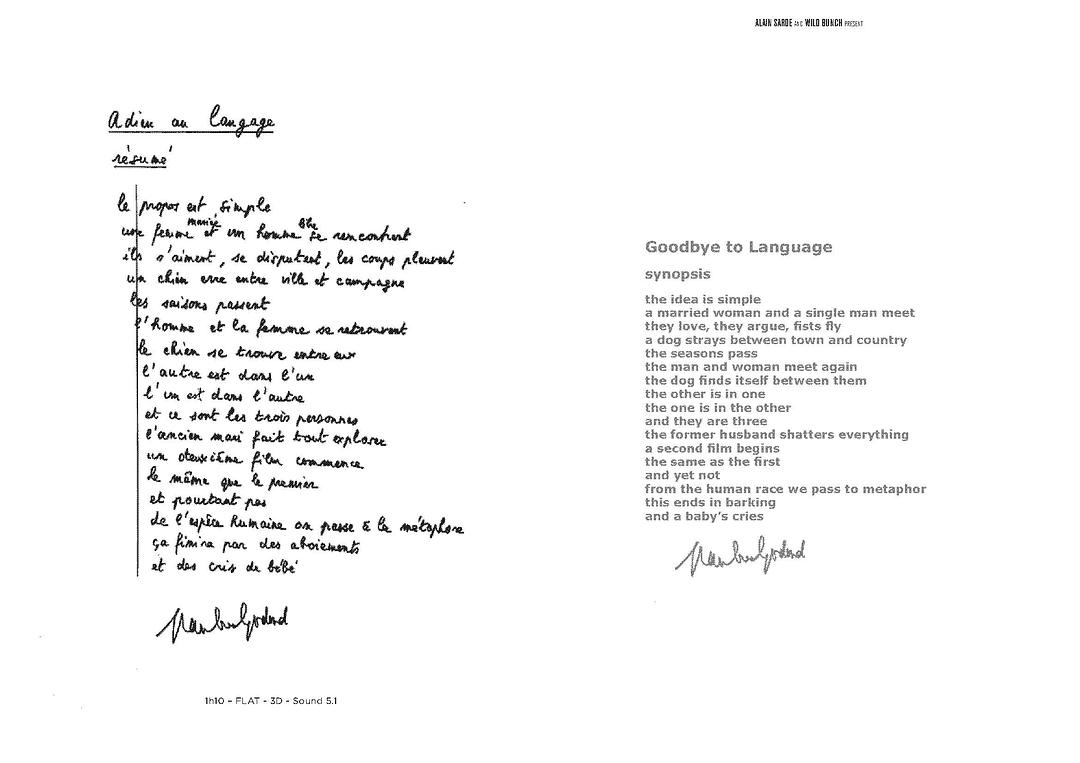 ALAIN SARDE AND WILD BUNCH PRESENT
Adieu au langage
résumé
le propos est simple
une femme mariée et un homme libre se rencontrent
ils s'aiment, se disputent, les coups pleuvent
un chien erre entre ville et campagne
les saisons passent
l'homme et la femme se retrouvent
le chien se trouve entre eux
l'autre est dans l'un
l'un est dans l'autre
et ce sont les trois personnes
l'ancien mari fait tout exploser
un deuxième film commence
le même que le premier
et pourtant pas
de l'espèce humaine on passe à la métaphore
ça finira par des aboiements
et des cris de bébé
Jean-Luc Godard
1h10 - FLAT - 3D - Sound 5.1
Goodbye to Language
synopsis
the idea is simple
a married woman and a single man meet
they love, they argue, fists fly
a dog strays between town and country
the seasons pass
the man and woman meet again
the dog finds itself between them
the other is in one
the one is in the other
and they are three
the former husband shatters everything
a second film begins
the same as the first
and yet not
from the human race we pass to metaphor
this ends in barking
and a baby's cries
Jean-Luc Godard